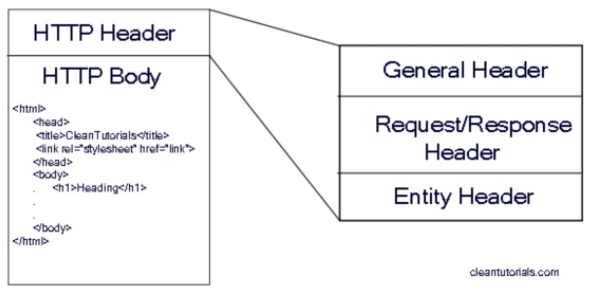 HTTP Header
HTTP Body
<html>
<head>
<title>CleanTutorials</title>
<link rel="stylesheet" href="link">
</head>
<body>
. <h1>Heading</h1>
.
.
</body>
</html>
General Header
Request/Response
Header
Entity Header
cleantutorials.com